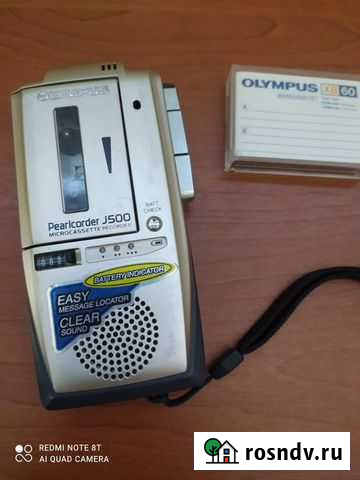 OLYMPUS
OLYMPUS XB 60
A
B
Pearlcorder J500
MICROCASSETTE RECORDER
BATT
CHECK
BATTERY INDICATOR
EASY
MESSAGE LOCATOR
CLEAR
SOUND
REDMI NOTE 8T
AI QUAD CAMERA
rosndv.ru